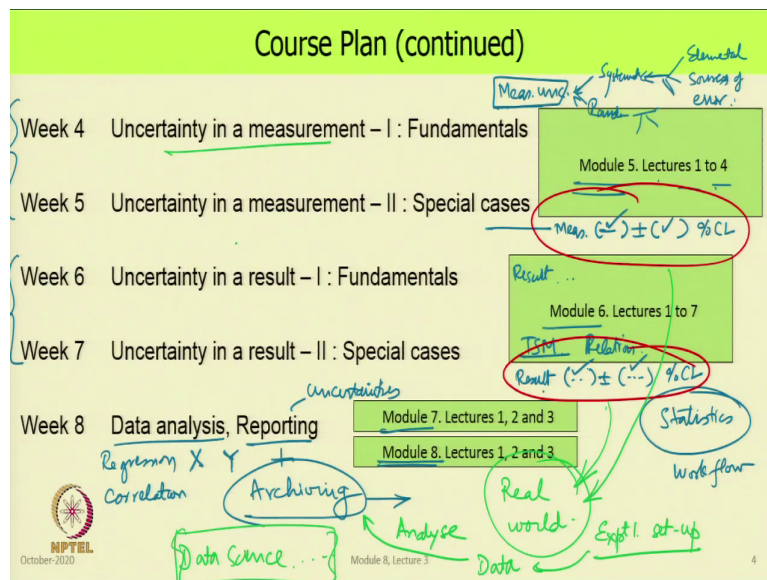 Course Plan (continued)
Elemental
Systematic
sources of
error.
Meas. unc.
Random
Week 4 Uncertainty in a measurement – I : Fundamentals
Module 5. Lectures 1 to 4
Week 5 Uncertainty in a measurement – II : Special cases
Meas. ( ) ± ( ) % CL
Result ...
Week 6 Uncertainty in a result – I : Fundamentals
Module 6. Lectures 1 to 7
TSM Relation
Week 7 Uncertainty in a result – II : Special cases
Result (..) ± (...) % CL
uncertainties
Week 8 Data analysis, Reporting
Module 7. Lectures 1, 2 and 3
Statistics
Module 8. Lectures 1, 2 and 3
Regression X Y +
workflow
Correlation
Archiving
Real
world.
Analyse
Exptl. set-up
NPTEL
Data Science ....
Data
October-2020
Module 8, Lecture 3
4